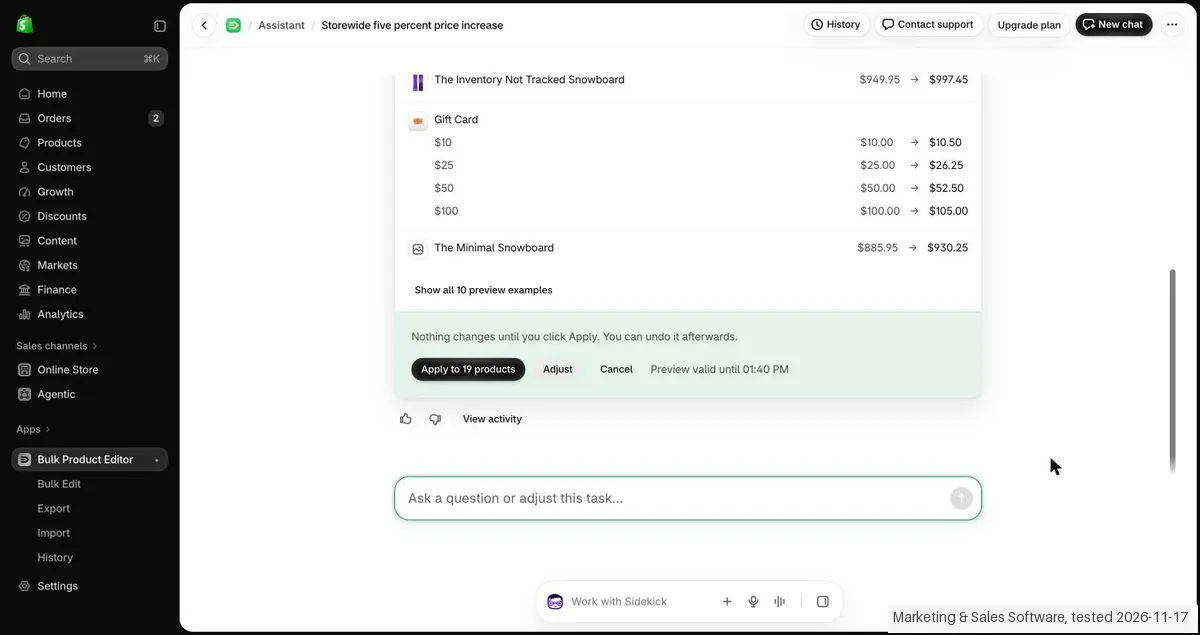 Assistant / Storewide five percent price increase
History
Contact support
Upgrade plan
New chat
Search ⌘K
Home
Orders 2
Products
Customers
Growth
Discounts
Content
Markets
Finance
Analytics
Sales channels
Online Store
Agentic
Apps
Bulk Product Editor
Bulk Edit
Export
Import
History
Settings
The Inventory Not Tracked Snowboard $949.95 → $997.45
Gift Card
$10 $10.00 → $10.50
$25 $25.00 → $26.25
$50 $50.00 → $52.50
$100 $100.00 → $105.00
The Minimal Snowboard $885.95 → $930.25
Show all 10 preview examples
Nothing changes until you click Apply. You can undo it afterwards.
Apply to 19 products Adjust Cancel Preview valid until 01:40 PM
View activity
Ask a question or adjust this task...
Work with Sidekick
Marketing & Sales Software, tested 2026-11-17